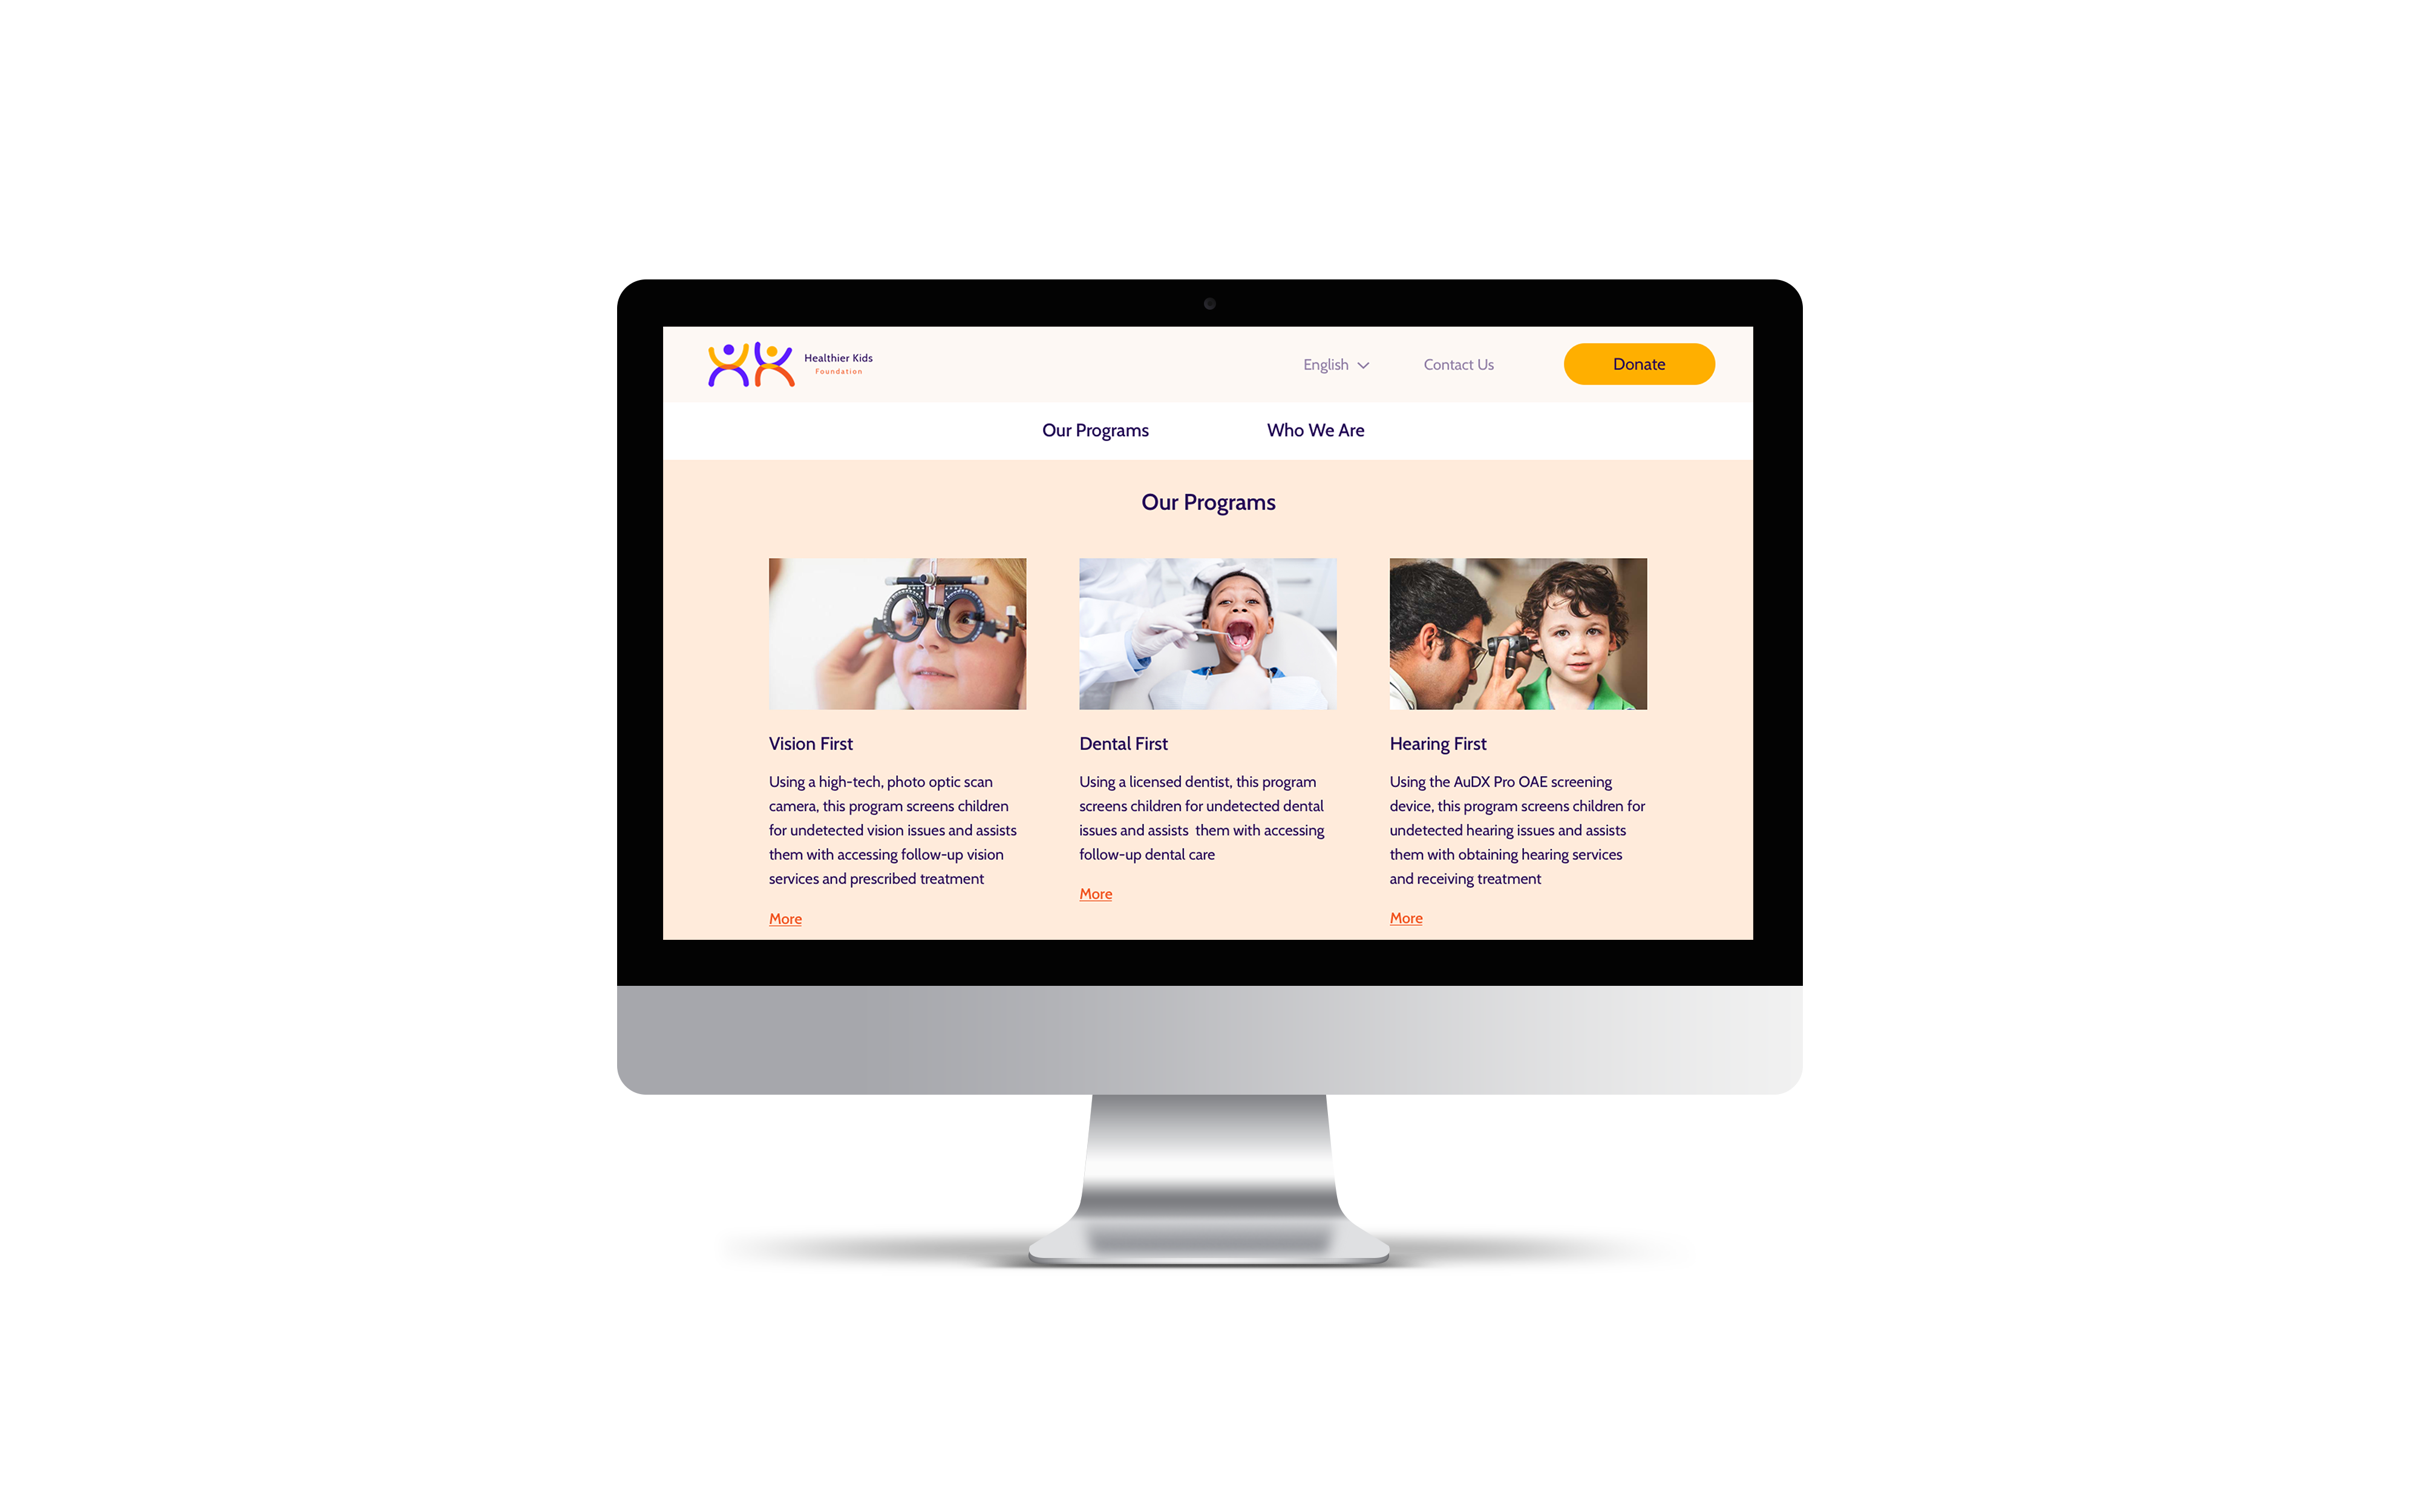 Healthier Kids
Foundation
English
Contact Us
Donate
Our Programs
Who We Are
Our Programs
Vision First
Using a high-tech, photo optic scan
camera, this program screens children
for undetected vision issues and assists
them with accessing follow-up vision
services and prescribed treatment
More
Dental First
Using a licensed dentist, this program
screens children for undetected dental
issues and assists  them with accessing
follow-up dental care
More
Hearing First
Using the AuDX Pro OAE screening
device, this program screens children for
undetected hearing issues and assists
them with obtaining hearing services
and receiving treatment
More